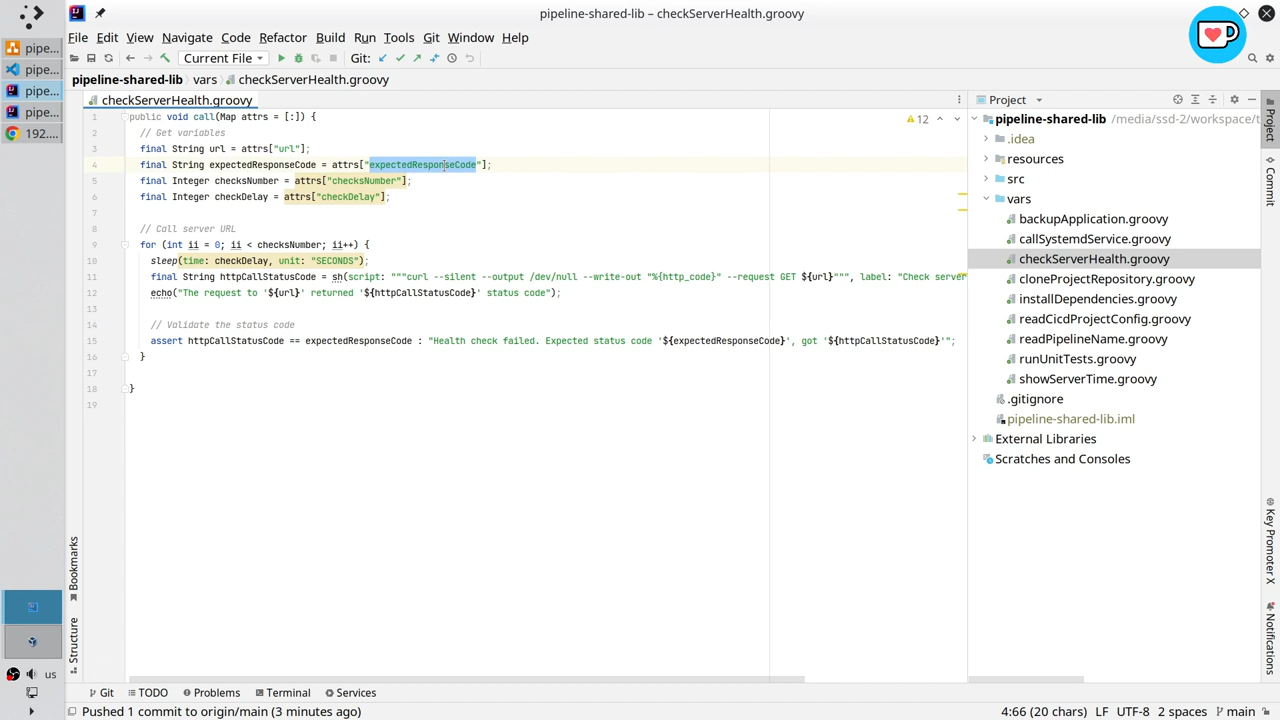 pipeline-shared-lib – checkServerHealth.groovy
File Edit View Navigate Code Refactor Build Run Tools Git Window Help
Current File
Git:
pipeline-shared-lib vars checkServerHealth.groovy
checkServerHealth.groovy
12
1 public void call(Map attrs = [:]) {
2 // Get variables
3 final String url = attrs["url"];
4 final String expectedResponseCode = attrs["expectedResponseCode"];
5 final Integer checksNumber = attrs["checksNumber"];
6 final Integer checkDelay = attrs["checkDelay"];
7
8 // Call server URL
9 for (int ii = 0; ii < checksNumber; ii++) {
10 sleep(time: checkDelay, unit: "SECONDS");
11 final String httpCallStatusCode = sh(script: """curl --silent --output /dev/null --write-out "%{http_code}" --request GET ${url}""", label: "Check server
12 echo("The request to '${url}' returned '${httpCallStatusCode}' status code");
13
14 // Validate the status code
15 assert httpCallStatusCode == expectedResponseCode : "Health check failed. Expected status code '${expectedResponseCode}', got '${httpCallStatusCode}'";
16 }
17
18 }
19
Project
pipeline-shared-lib /media/ssd-2/workspace/t
.idea
resources
src
vars
backupApplication.groovy
callSystemdService.groovy
checkServerHealth.groovy
cloneProjectRepository.groovy
installDependencies.groovy
readCicdProjectConfig.groovy
readPipelineName.groovy
runUnitTests.groovy
showServerTime.groovy
.gitignore
pipeline-shared-lib.iml
External Libraries
Scratches and Consoles
Project
Commit
Key Promoter X
Notifications
pipe...
pipe...
pipe...
pipe...
192...
us
Bookmarks
Structure
Git TODO Problems Terminal Services
Pushed 1 commit to origin/main (3 minutes ago)
4:66 (20 chars) LF UTF-8 2 spaces main